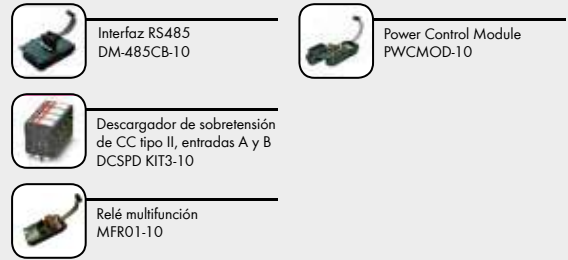 Interfaz RS485
DM-485CB-10
Power Control Module
PWCMOD-10
Descargador de sobretensión
de CC tipo II, entradas A y B
DCSPD KIT3-10
Relé multifunción
MFR01-10